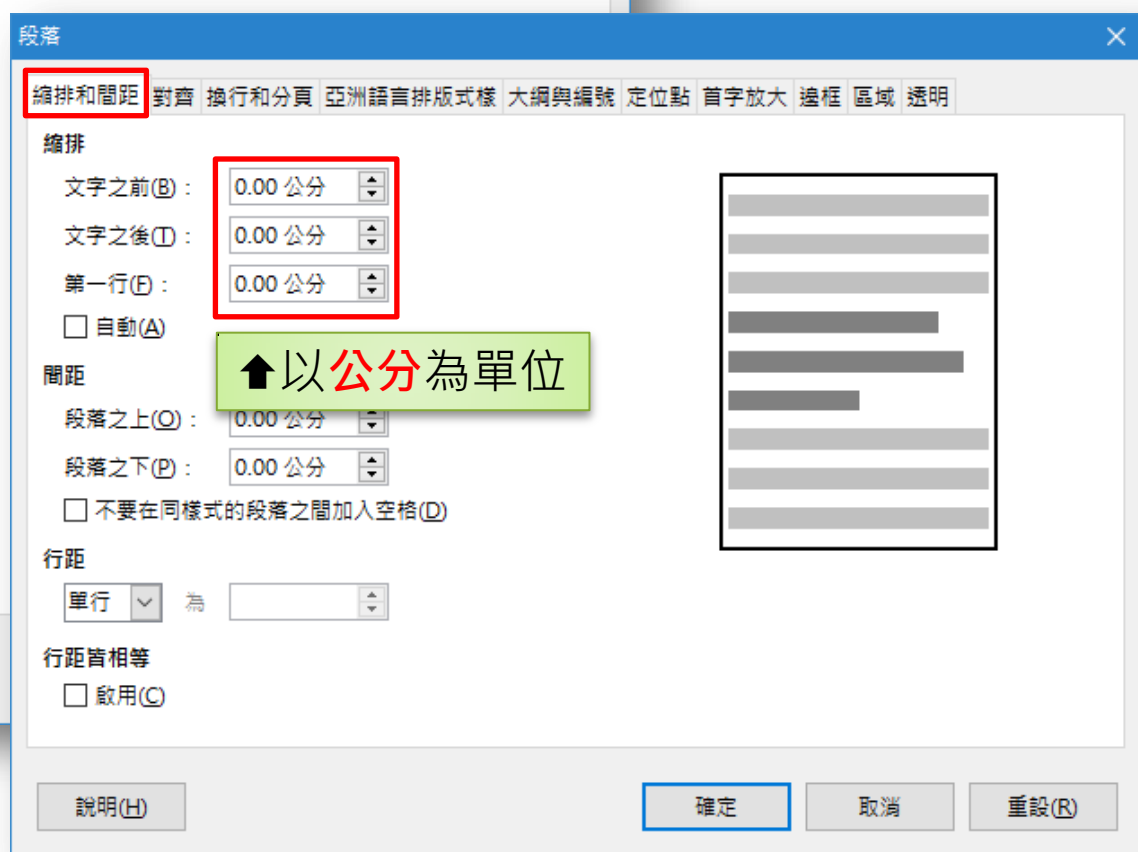 段落
縮排和間距 對齊 換行和分頁 亞洲語言排版式樣 大綱與編號 定位點 首字放大 邊框 區域 透明
縮排
文字之前(B)： 0.00 公分
文字之後(T)： 0.00 公分
第一行(F)： 0.00 公分
自動(A)
⬆以公分為單位
間距
段落之上(O)： 0.00 公分
段落之下(P)： 0.00 公分
不要在同樣式的段落之間加入空格(D)
行距
單行 為
行距皆相等
啟用(C)
說明(H) 確定 取消 重設(R)